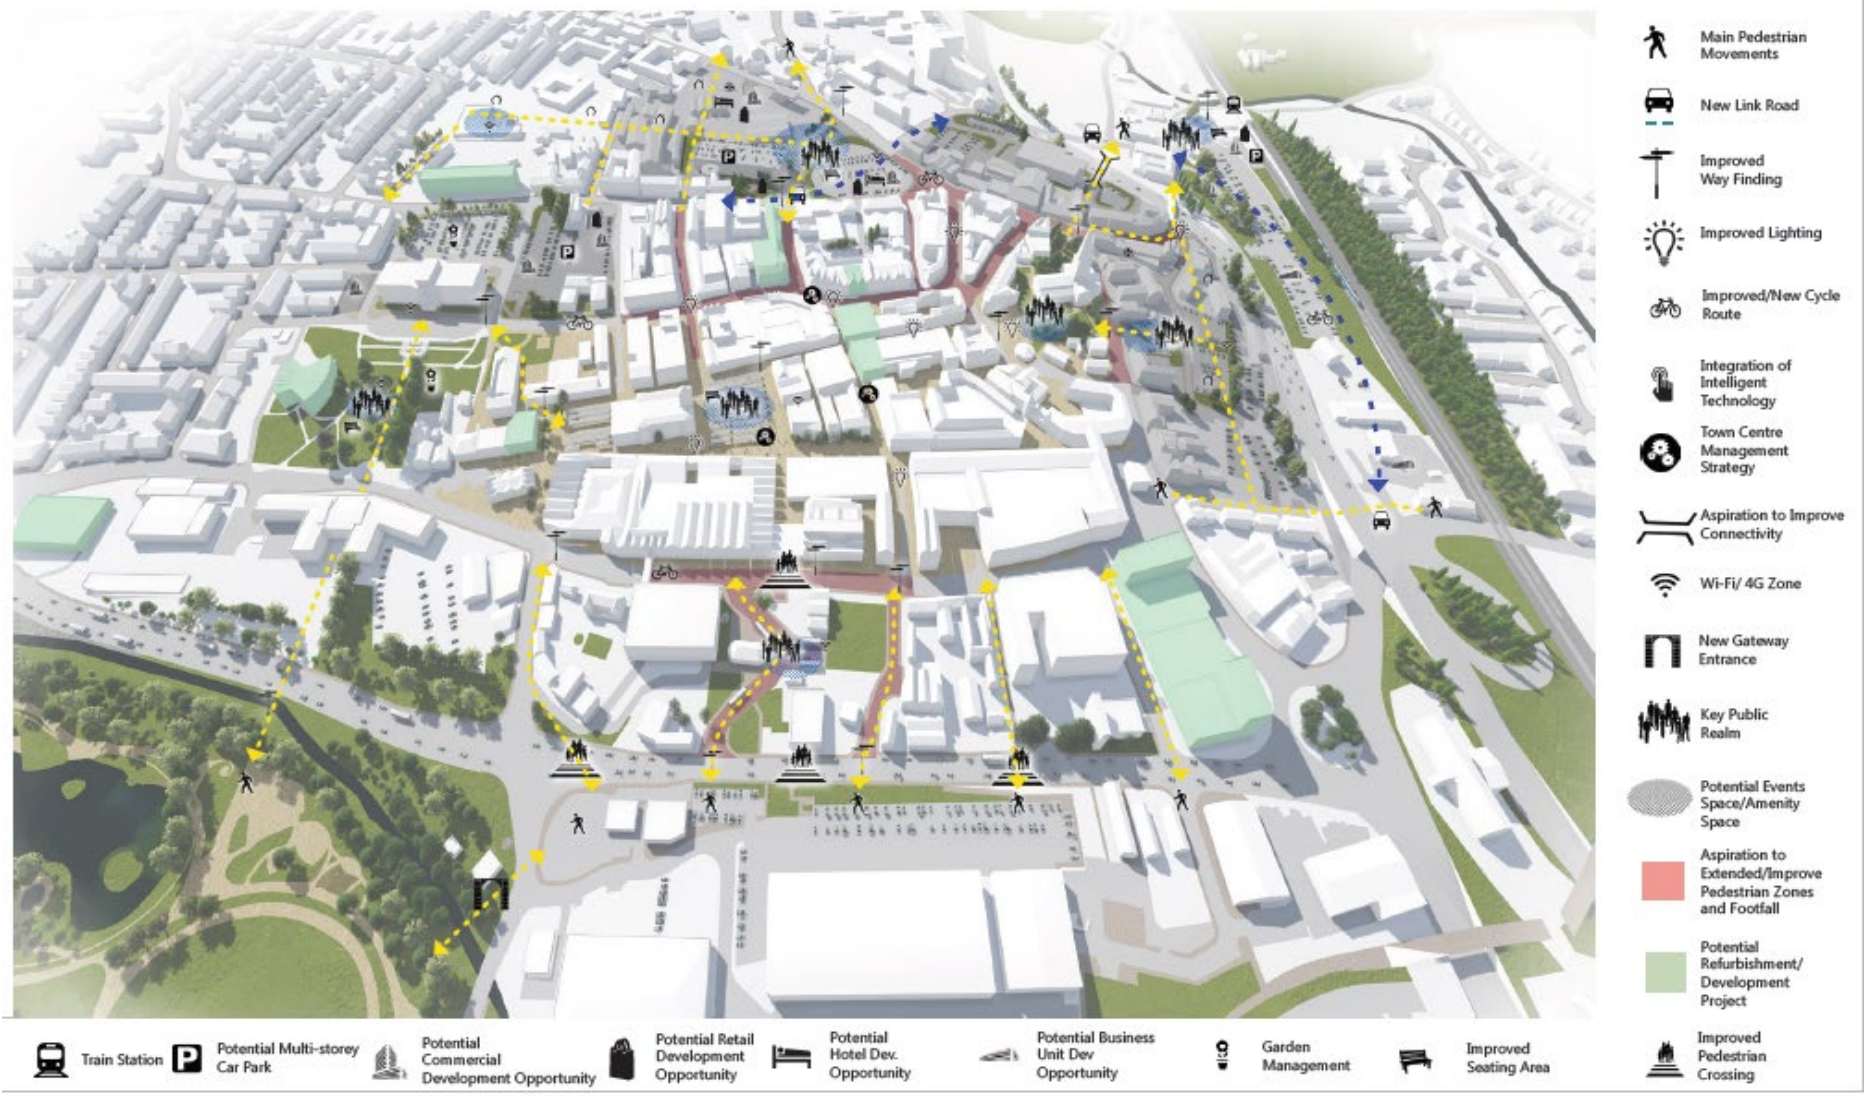 Main Pedestrian
Movements
New Link Road
Improved
Way Finding
Improved Lighting
Improved/New Cycle
Route
Integration of
Intelligent
Technology
Town Centre
Management
Strategy
Aspiration to Improve
Connectivity
Wi-Fi/ 4G Zone
New Gateway
Entrance
Key Public
Realm
Potential Events
Space/Amenity
Space
Aspiration to
Extended/Improve
Pedestrian Zones
and Footfall
Potential
Refurbishment/
Development
Project
Improved
Pedestrian
Crossing
Train Station
P
Potential Multi-storey
Car Park
Potential
Commercial
Development Opportunity
Potential Retail
Development
Opportunity
Potential
Hotel Dev.
Opportunity
Potential Business
Unit Dev
Opportunity
Garden
Management
Improved
Seating Area
P
P
P